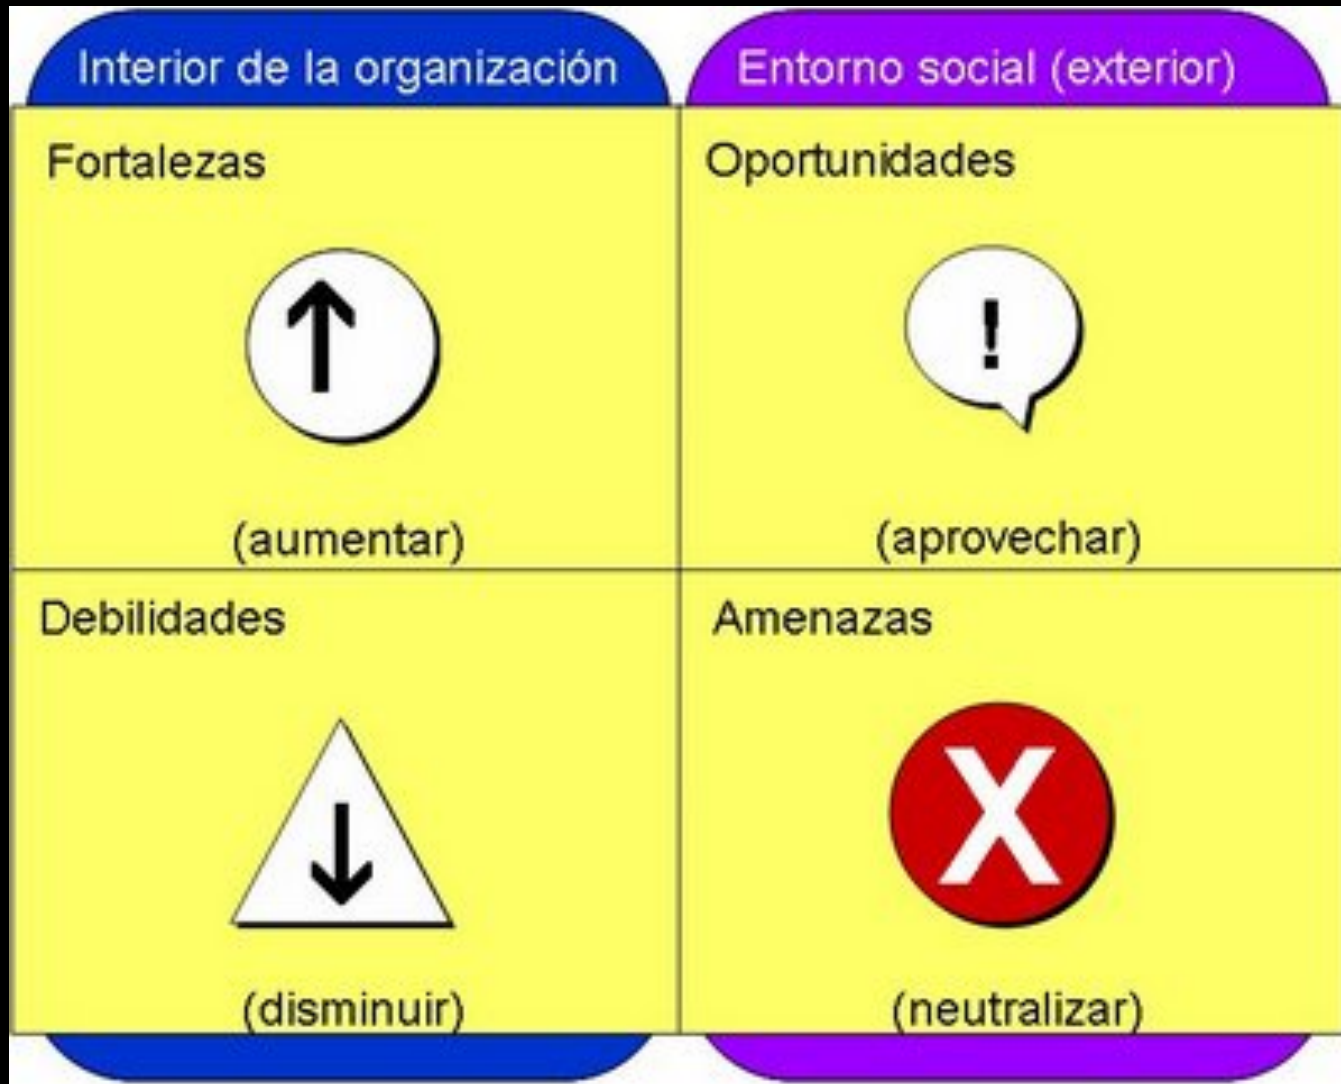 Interior de la organización
Entorno social (exterior)
Fortalezas
(aumentar)
Oportunidades
!
(aprovechar)
Debilidades
(disminuir)
Amenazas
X
(neutralizar)